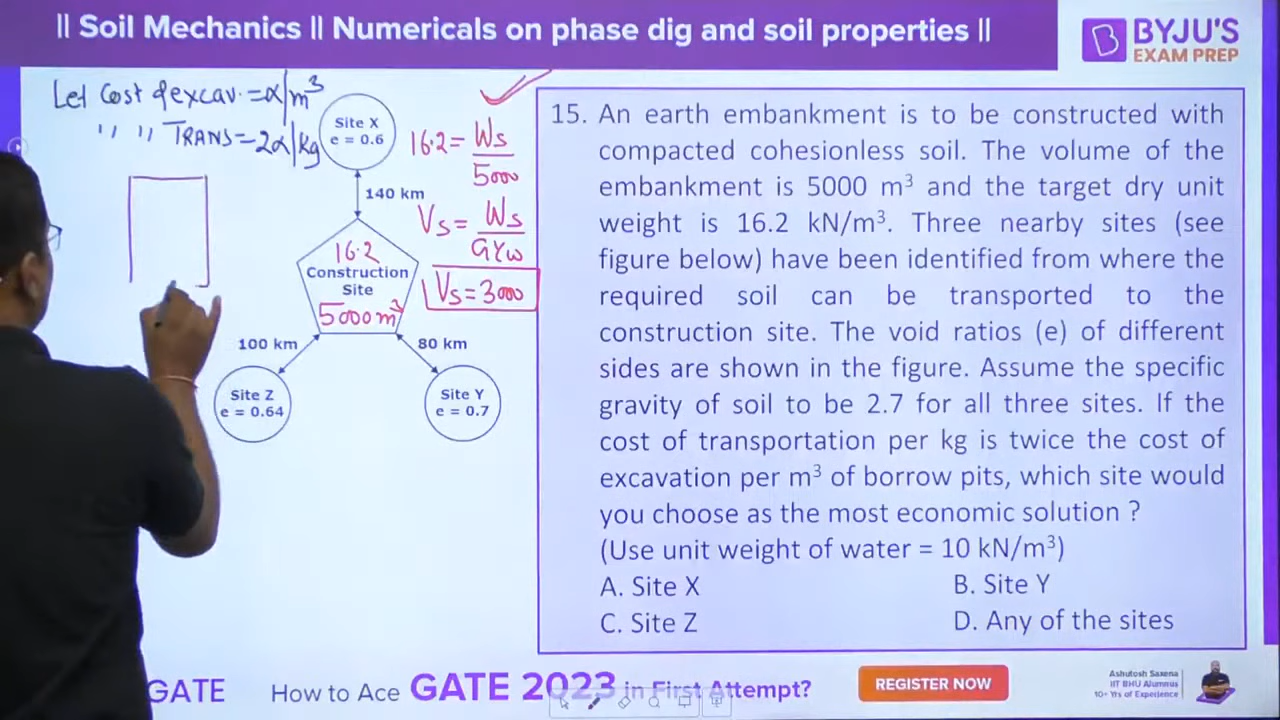 || Soil Mechanics || Numericals on phase dig and soil properties ||
BYJU'S
EXAM PREP
Let Cost of excav. = α/m³
" " TRANS = 2α/kg
Site X
e = 0.6
140 km
16.2 = Ws
5000
Vs = Ws
Gγw
Vs = 3000
16.2
Construction
Site
5000 m³
100 km
80 km
Site Z
e = 0.64
Site Y
e = 0.7
15. An earth embankment is to be constructed with
compacted cohesionless soil. The volume of the
embankment is 5000 m³ and the target dry unit
weight is 16.2 kN/m³. Three nearby sites (see
figure below) have been identified from where the
required soil can be transported to the
construction site. The void ratios (e) of different
sides are shown in the figure. Assume the specific
gravity of soil to be 2.7 for all three sites. If the
cost of transportation per kg is twice the cost of
excavation per m³ of borrow pits, which site would
you choose as the most economic solution ?
(Use unit weight of water = 10 kN/m³)
A. Site X B. Site Y
C. Site Z D. Any of the sites
GATE
How to Ace GATE 2023 in First Attempt?
REGISTER NOW
Ashutosh Saxena
IIT BHU Alumnus
10+ Yrs of Experience